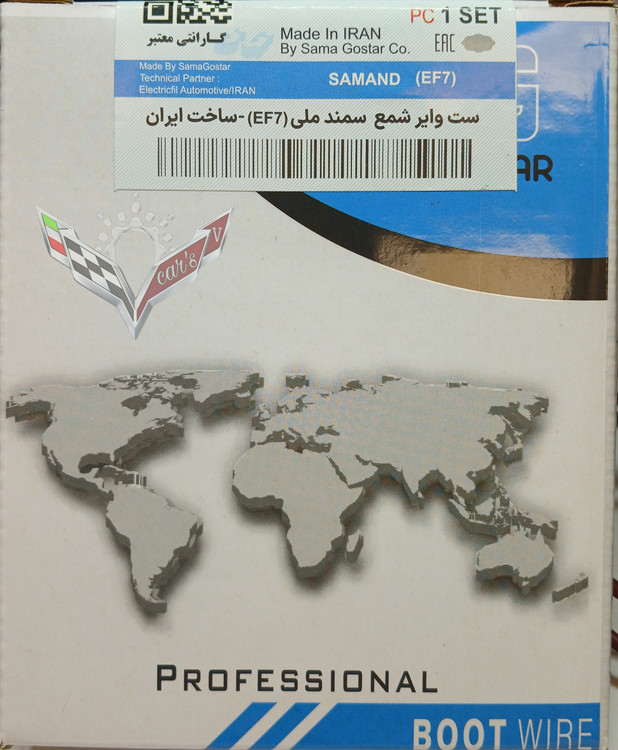 PC 1 SET
گارانتی معتبر
Made In IRAN
By Sama Gostar Co.
EAC
Made By SamaGostar
Technical Partner :
Electricfil Automotive/IRAN
SAMAND (EF7)
ست وایر شمع سمند ملی (EF7) -ساخت ایران
AR
car's V
PROFESSIONAL
BOOT WIRE